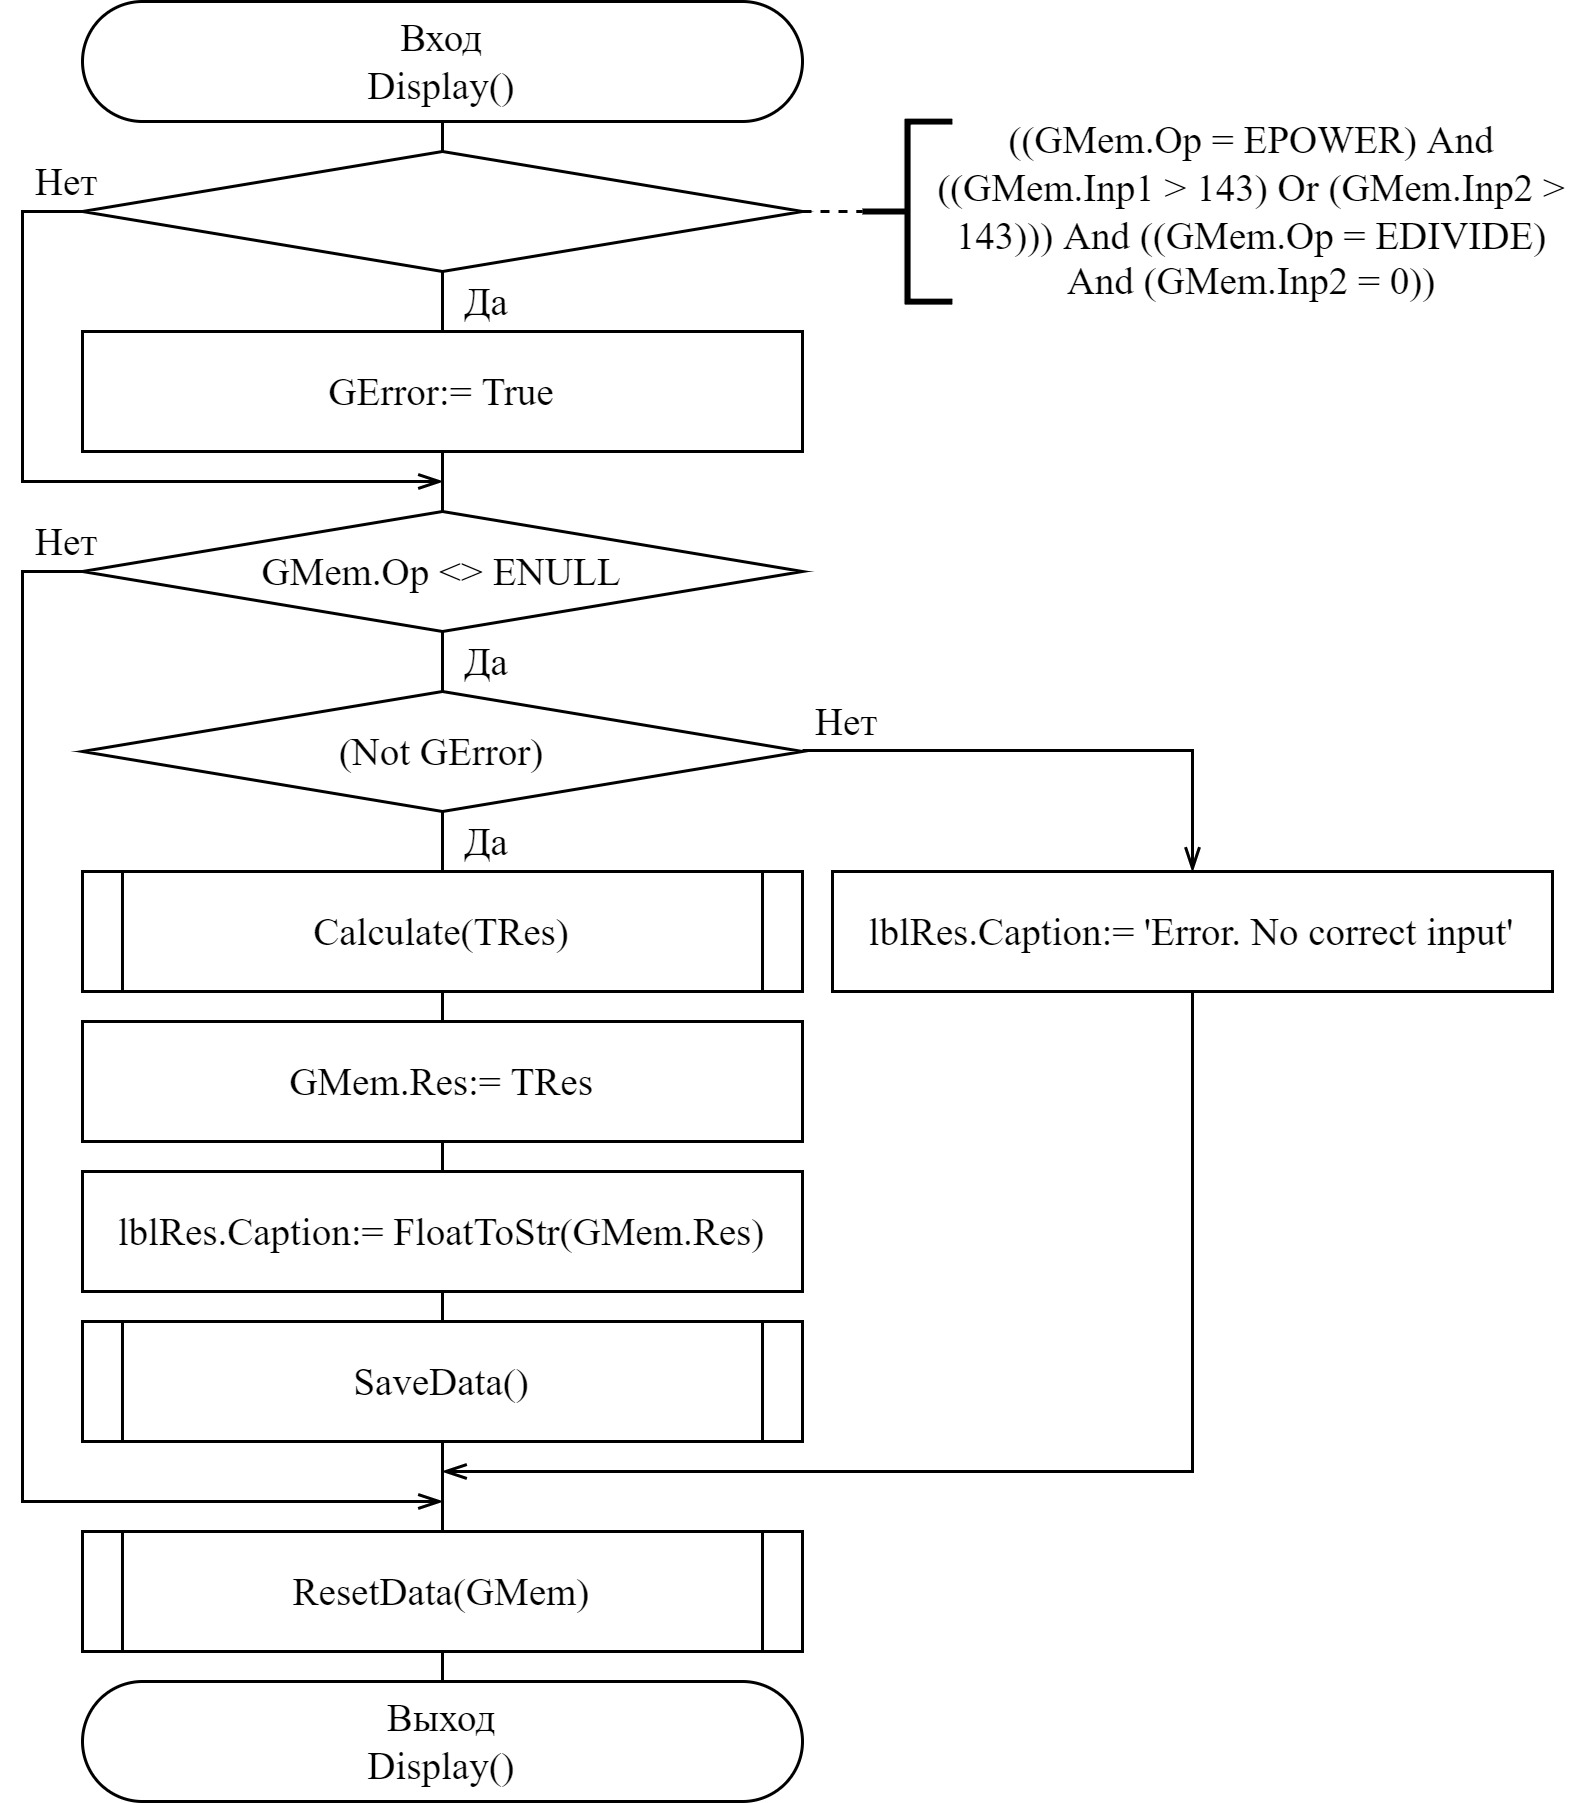 Вход
Display()
Нет
((GMem.Op = EPOWER) And
((GMem.Inp1 > 143) Or (GMem.Inp2 >
143))) And ((GMem.Op = EDIVIDE)
And (GMem.Inp2 = 0))
Да
GError:= True
Нет
GMem.Op <> ENULL
Да
(Not GError)
Нет
Да
Calculate(TRes)
lblRes.Caption:= 'Error. No correct input'
GMem.Res:= TRes
lblRes.Caption:= FloatToStr(GMem.Res)
SaveData()
ResetData(GMem)
Выход
Display()